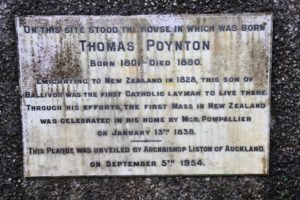 ON THIS SITE STOOD THE HOUSE IN WHICH WAS BORN
THOMAS POYNTON
BORN 1801 DIED 1890.
EMIGRATING TO NEW ZEALAND IN 1828, THIS SON OF
BALLIVOR WAS THE FIRST CATHOLIC LAYMAN TO LIVE THERE.
THROUGH HIS EFFORTS, THE FIRST MASS IN NEW ZEALAND
WAS CELEBRATED IN HIS HOME BY MGR. POMPALLIER
ON JANUARY 13TH 1838.
THIS PLAQUE WAS UNVEILED BY ARCHBISHOP LISTON OF AUCKLAND,
ON SEPTEMBER 5TH 1954.